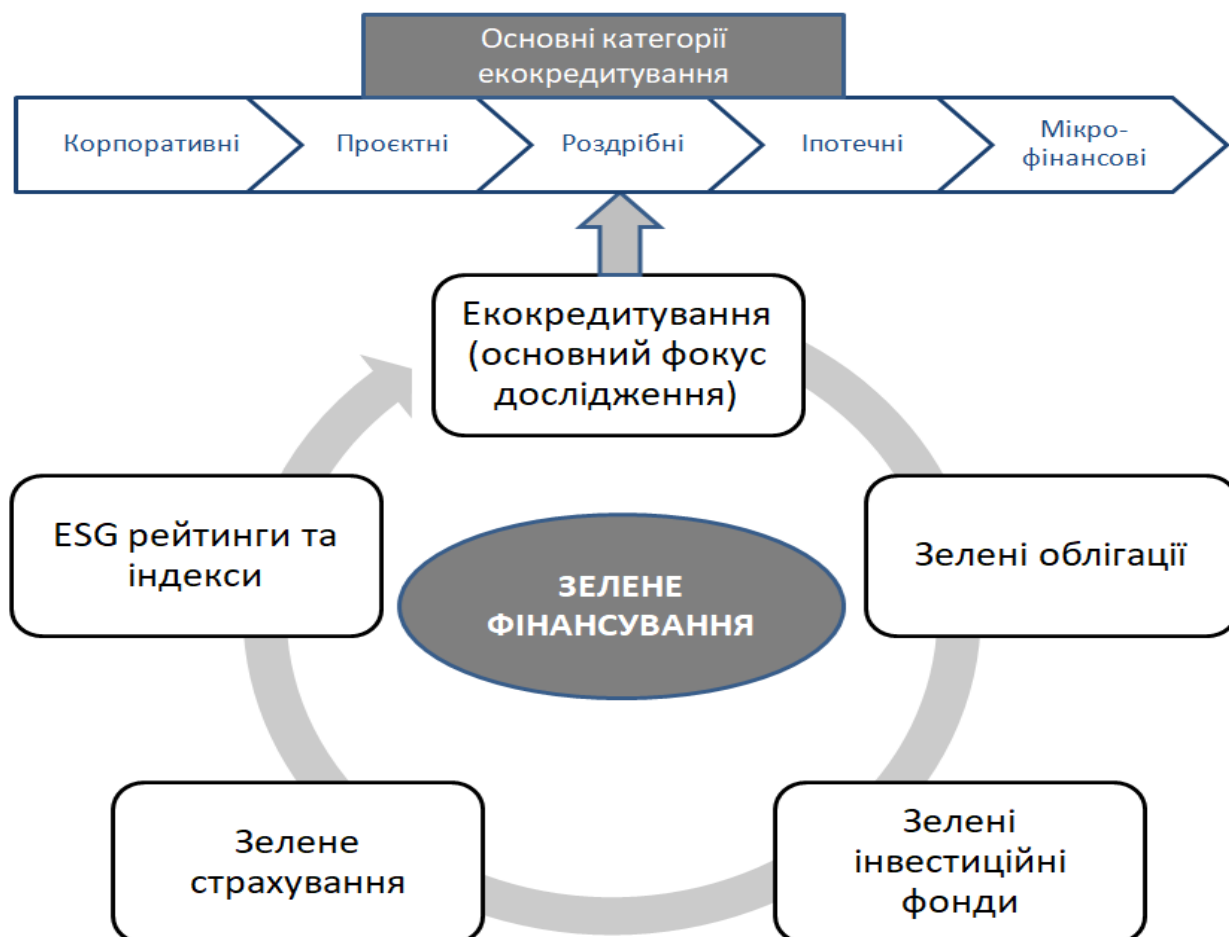 Основні категорії
екокредитування
Корпоративні
Проєктні
Роздрібні
Іпотечні
Мікро-
фінансові
Екокредитування
(основний фокус
дослідження)
ESG рейтинги та
індекси
Зелені облігації
ЗЕЛЕНЕ
ФІНАНСУВАННЯ
Зелене
страхування
Зелені
інвестиційні
фонди